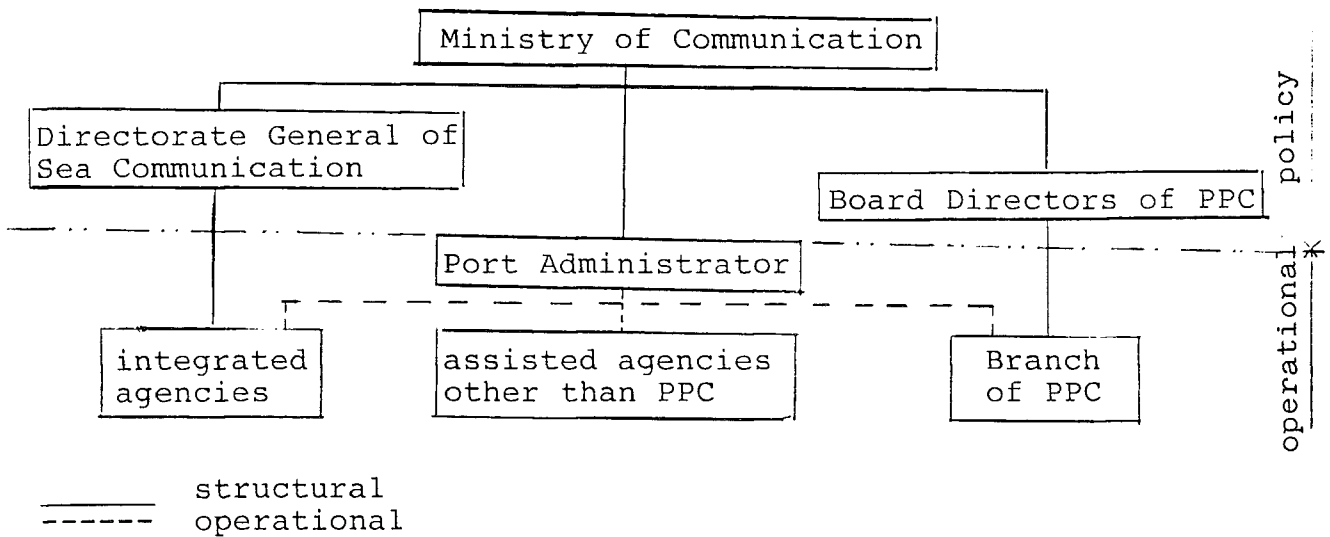 Ministry of Communication
Directorate General of
Sea Communication
Board Directors of PPC
policy
Port Administrator
operational
integrated
agencies
assisted agencies
other than PPC
Branch
of PPC
structural
operational